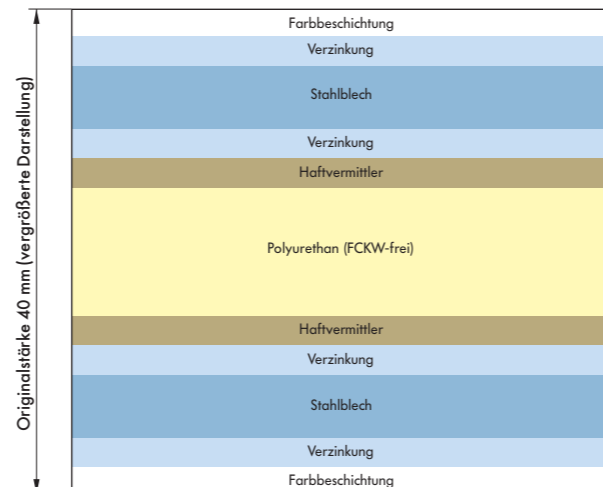 Originalstärke 40 mm (vergrößerte Darstellung)
Farbbeschichtung
Verzinkung
Stahlblech
Verzinkung
Haftvermittler
Polyurethan (FCKW-frei)
Haftvermittler
Verzinkung
Stahlblech
Verzinkung
Farbbeschichtung